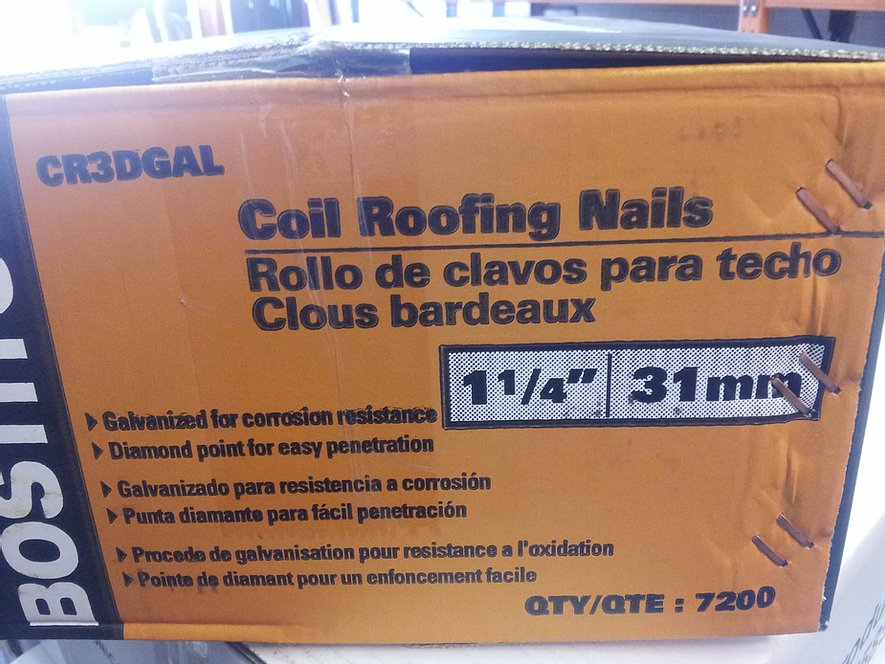 CR3DGAL
Coil Roofing Nails
Rollo de clavos para techo
Clous bardeaux
1 1/4" 31mm
Galvanized for corrosion resistance
Diamond point for easy penetration
Galvanizado para resistencia a corrosión
Punta diamante para fácil penetración
Procede de galvanisation pour resistance a l'oxidation
Pointe de diamant pour un enfoncement facile
QTY/QTE : 7200